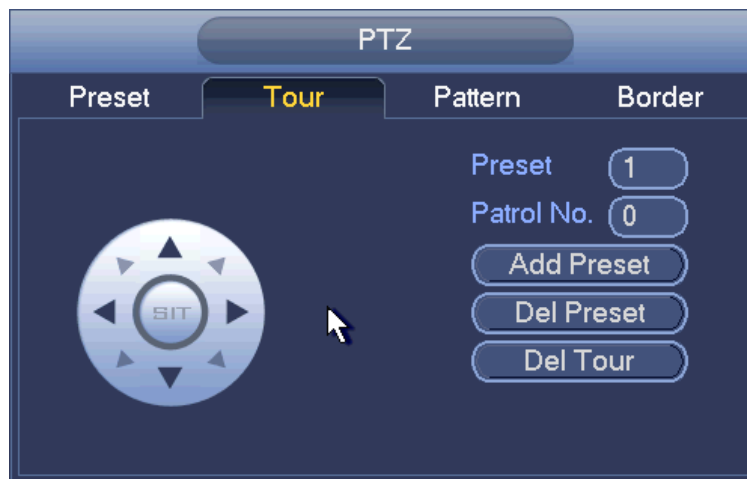 PTZ
Preset Tour Pattern Border
Preset 1
Patrol No. 0
Add Preset
SIT
Del Preset
Del Tour